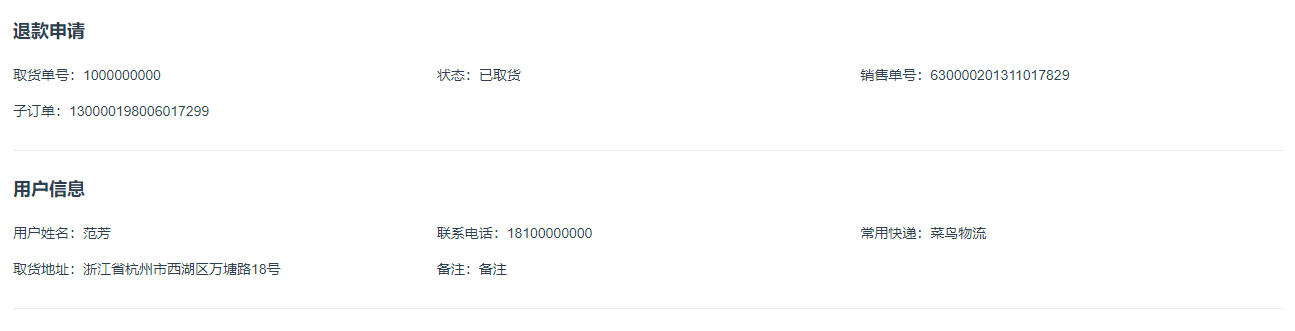 退款申请
取货单号：1000000000 状态：已取货 销售单号：630000201311017829
子订单：130000198006017299
用户信息
用户姓名：范芳 联系电话：18100000000 常用快递：菜鸟物流
取货地址：浙江省杭州市西湖区万塘路18号 备注：备注